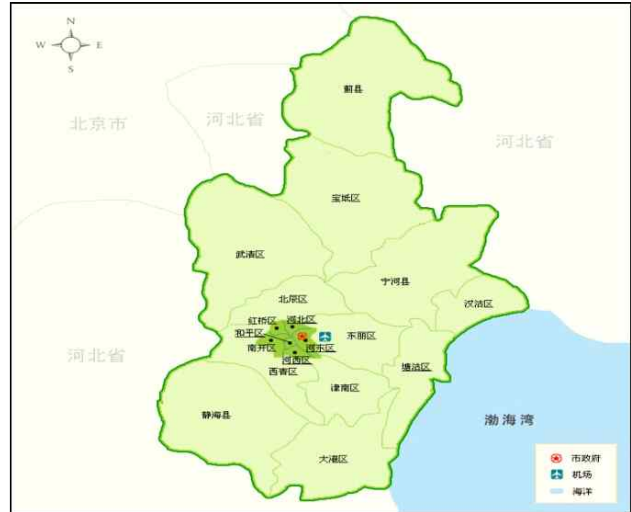 N
W E
S
蓟县
北京市
河北省
河北省
宝坻区
武清区
宁河县
汉沽区
北辰区
红桥区
河北区
和平区
东丽区
南开区
河东区
河北省
河西区
塘沽区
西青区
津南区
静海县
渤海湾
大港区
市政府
机场
海洋